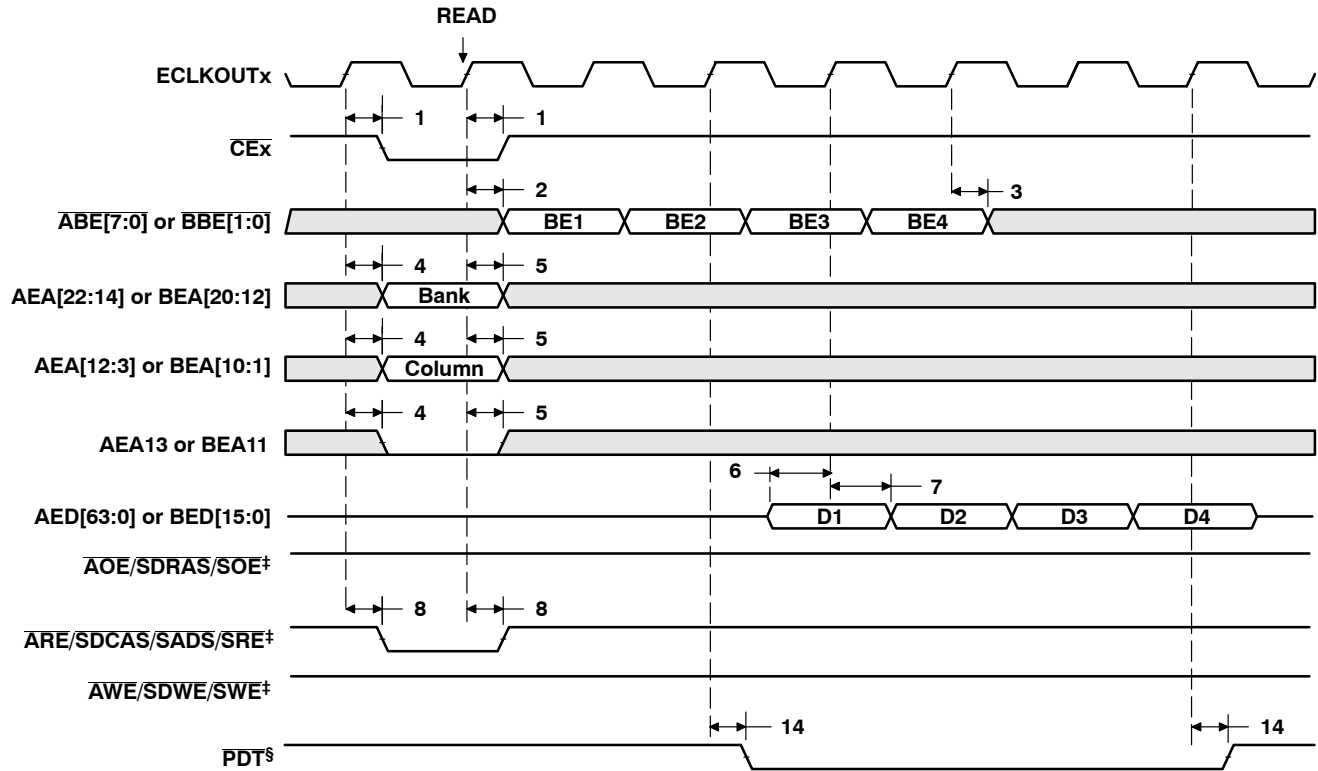 READ
ECLKOUTx
1 1
CEx
2 3
ABE[7:0] or BBE[1:0] BE1 BE2 BE3 BE4
4 5
AEA[22:14] or BEA[20:12] Bank
4 5
AEA[12:3] or BEA[10:1] Column
4 5
AEA13 or BEA11
6 7
AED[63:0] or BED[15:0] D1 D2 D3 D4
AOE/SDRAS/SOE‡
8 8
ARE/SDCAS/SADS/SRE‡
AWE/SDWE/SWE‡
14 14
PDT§